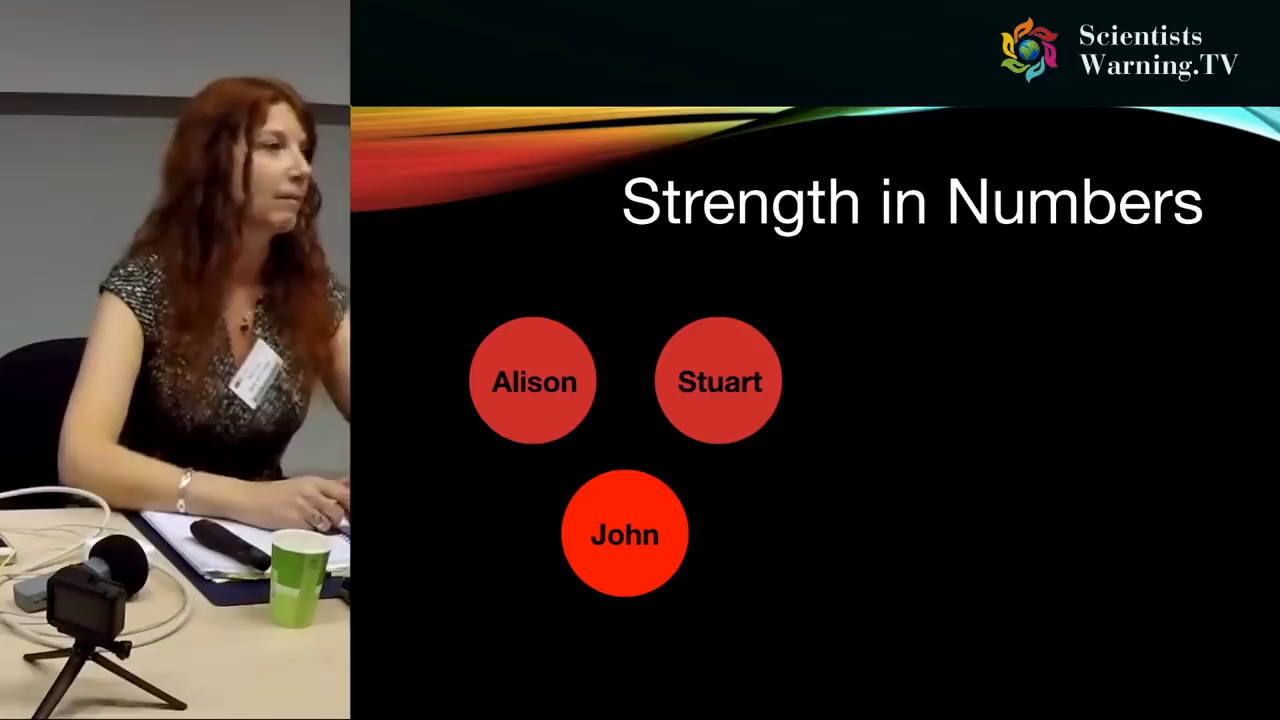 Scientists
Warning.TV
Strength in Numbers
Alison
Stuart
John